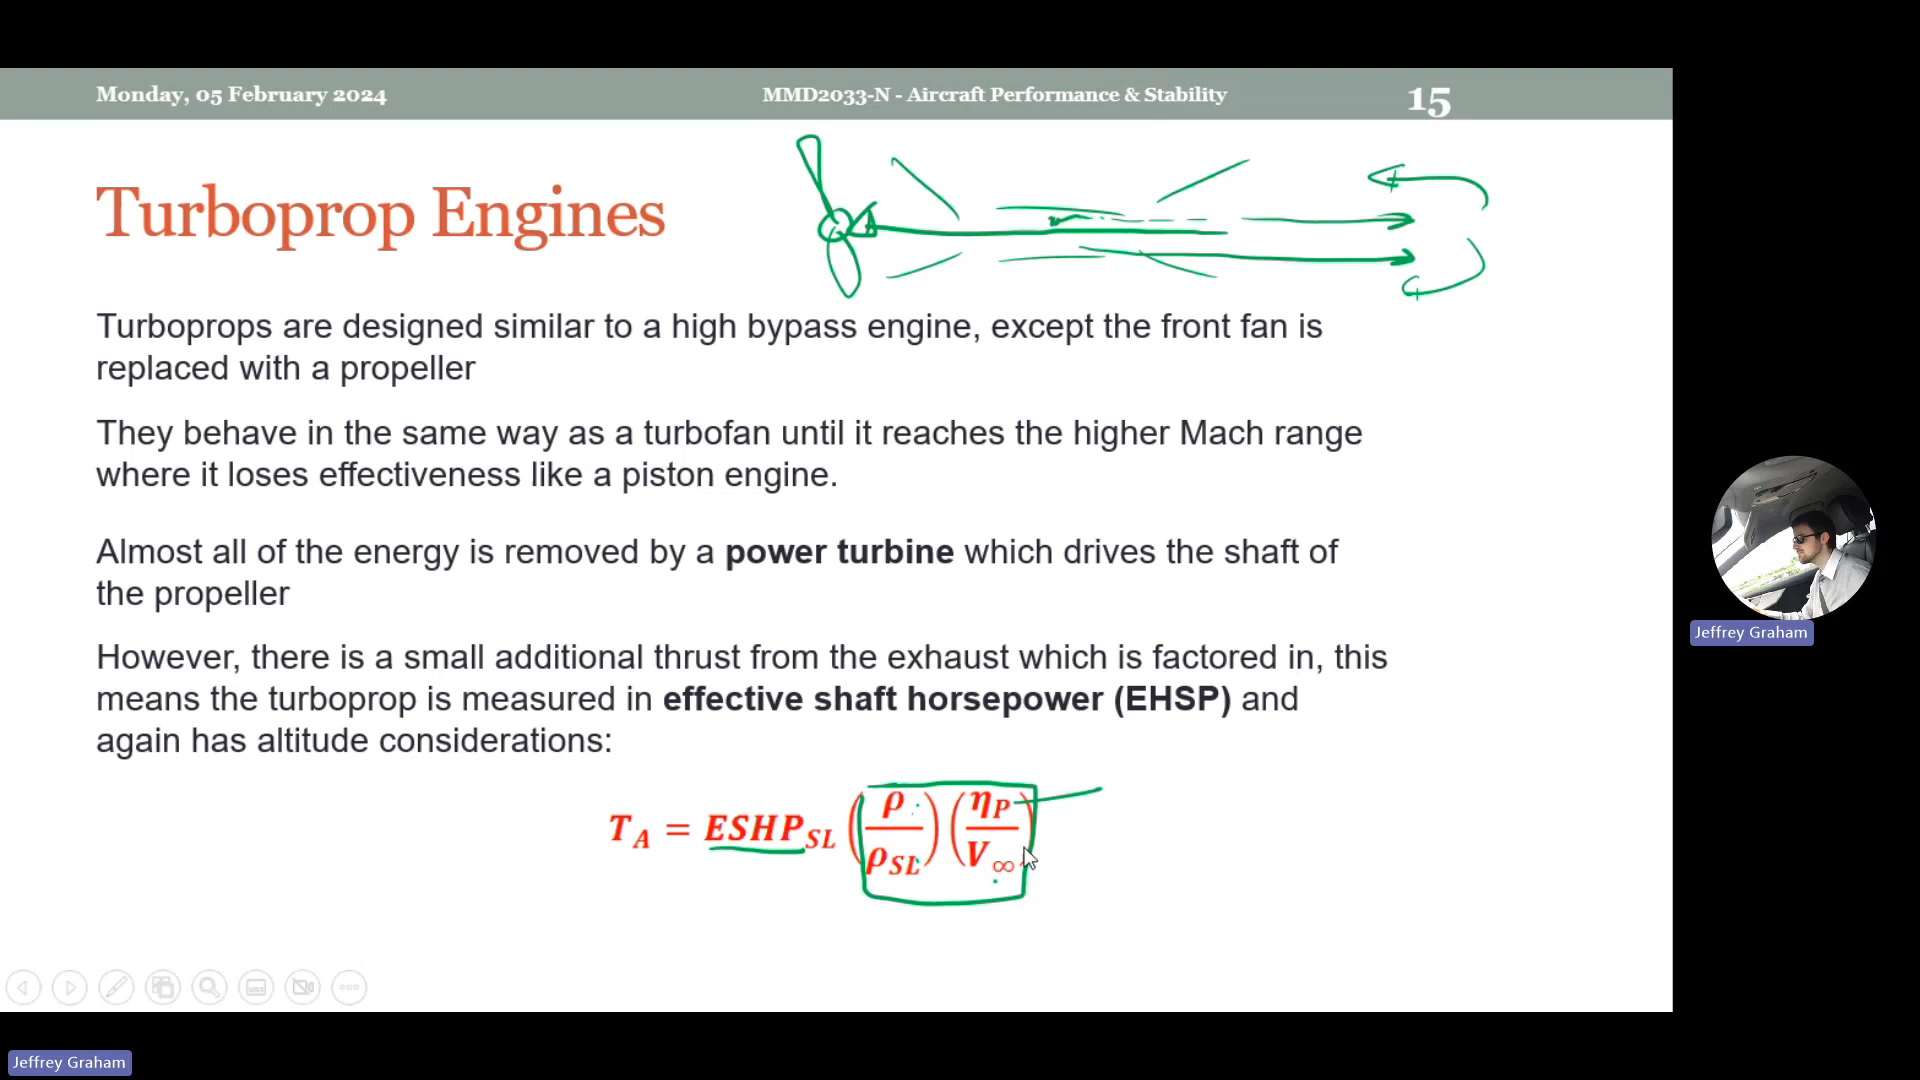 Monday, 05 February 2024
MMD2033-N - Aircraft Performance & Stability
15
Turboprop Engines
Turboprops are designed similar to a high bypass engine, except the front fan is
replaced with a propeller
They behave in the same way as a turbofan until it reaches the higher Mach range
where it loses effectiveness like a piston engine.
Almost all of the energy is removed by a power turbine which drives the shaft of
the propeller
However, there is a small additional thrust from the exhaust which is factored in, this
means the turboprop is measured in effective shaft horsepower (EHSP) and
again has altitude considerations:
T_A = ESHP_SL (ρ/ρ_SL) (η_P/V_∞)
Jeffrey Graham
Jeffrey Graham